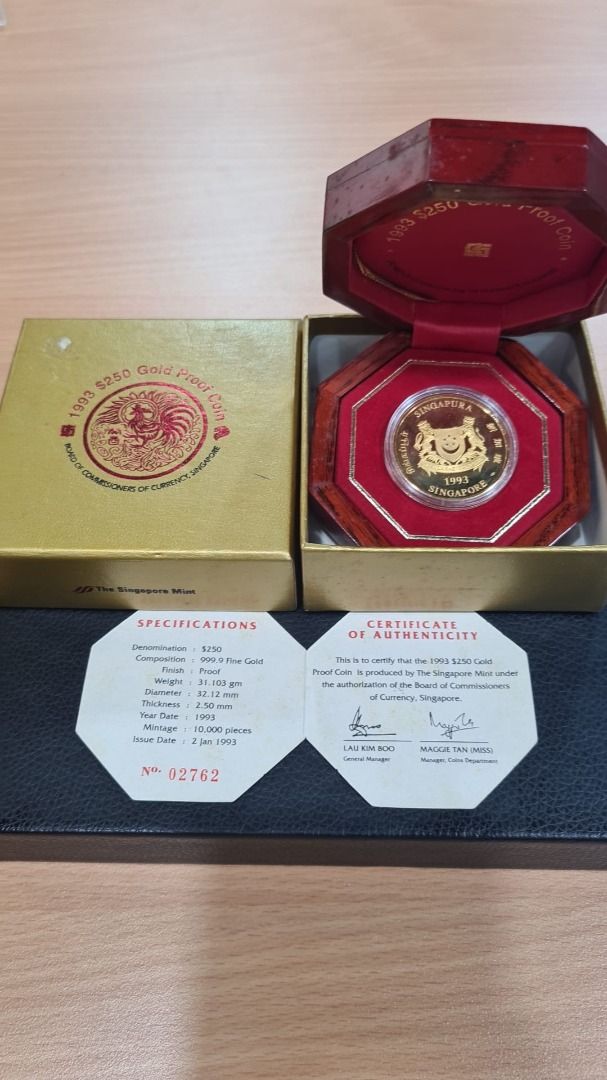 1993 $250 Gold Proof Coin
SINGAPURA
新加坡
சிங்கப்பூர்
1993
SINGAPORE
1993 $250 Gold Proof Coin
BOARD OF COMMISSIONERS OF CURRENCY, SINGAPORE
The Singapore Mint
SPECIFICATIONS
Denomination : $250
Composition : 999.9 Fine Gold
Finish : Proof
Weight : 31.103 gm
Diameter : 32.12 mm
Thickness : 2.50 mm
Year Date : 1993
Mintage : 10,000 pieces
Issue Date : 2 Jan 1993
No. 02762
CERTIFICATE
OF AUTHENTICITY
This is to certify that the 1993 $250 Gold
Proof Coin is produced by The Singapore Mint under
the authorization of the Board of Commissioners
of Currency, Singapore.
LAU KIM BOO
General Manager
MAGGIE TAN (MISS)
Manager, Coins Department